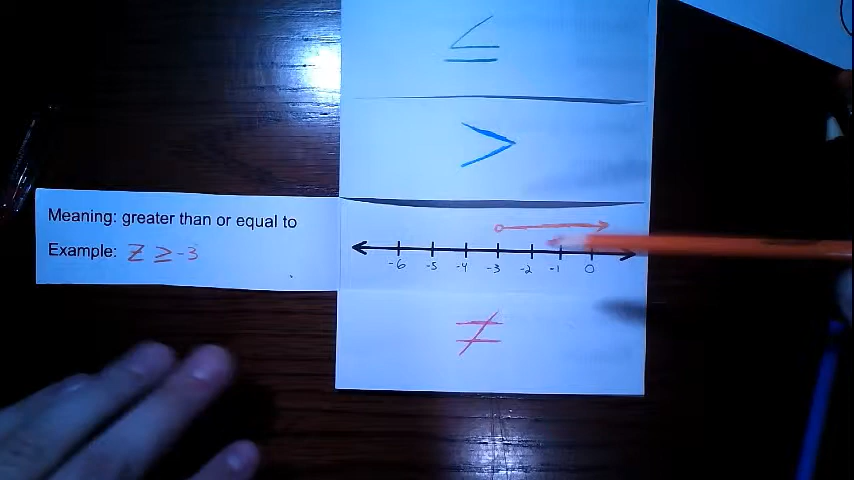 ≤
>
Meaning: greater than or equal to
Example: Z ≥ -3
-6 -5 -4 -3 -2 -1 0
≠